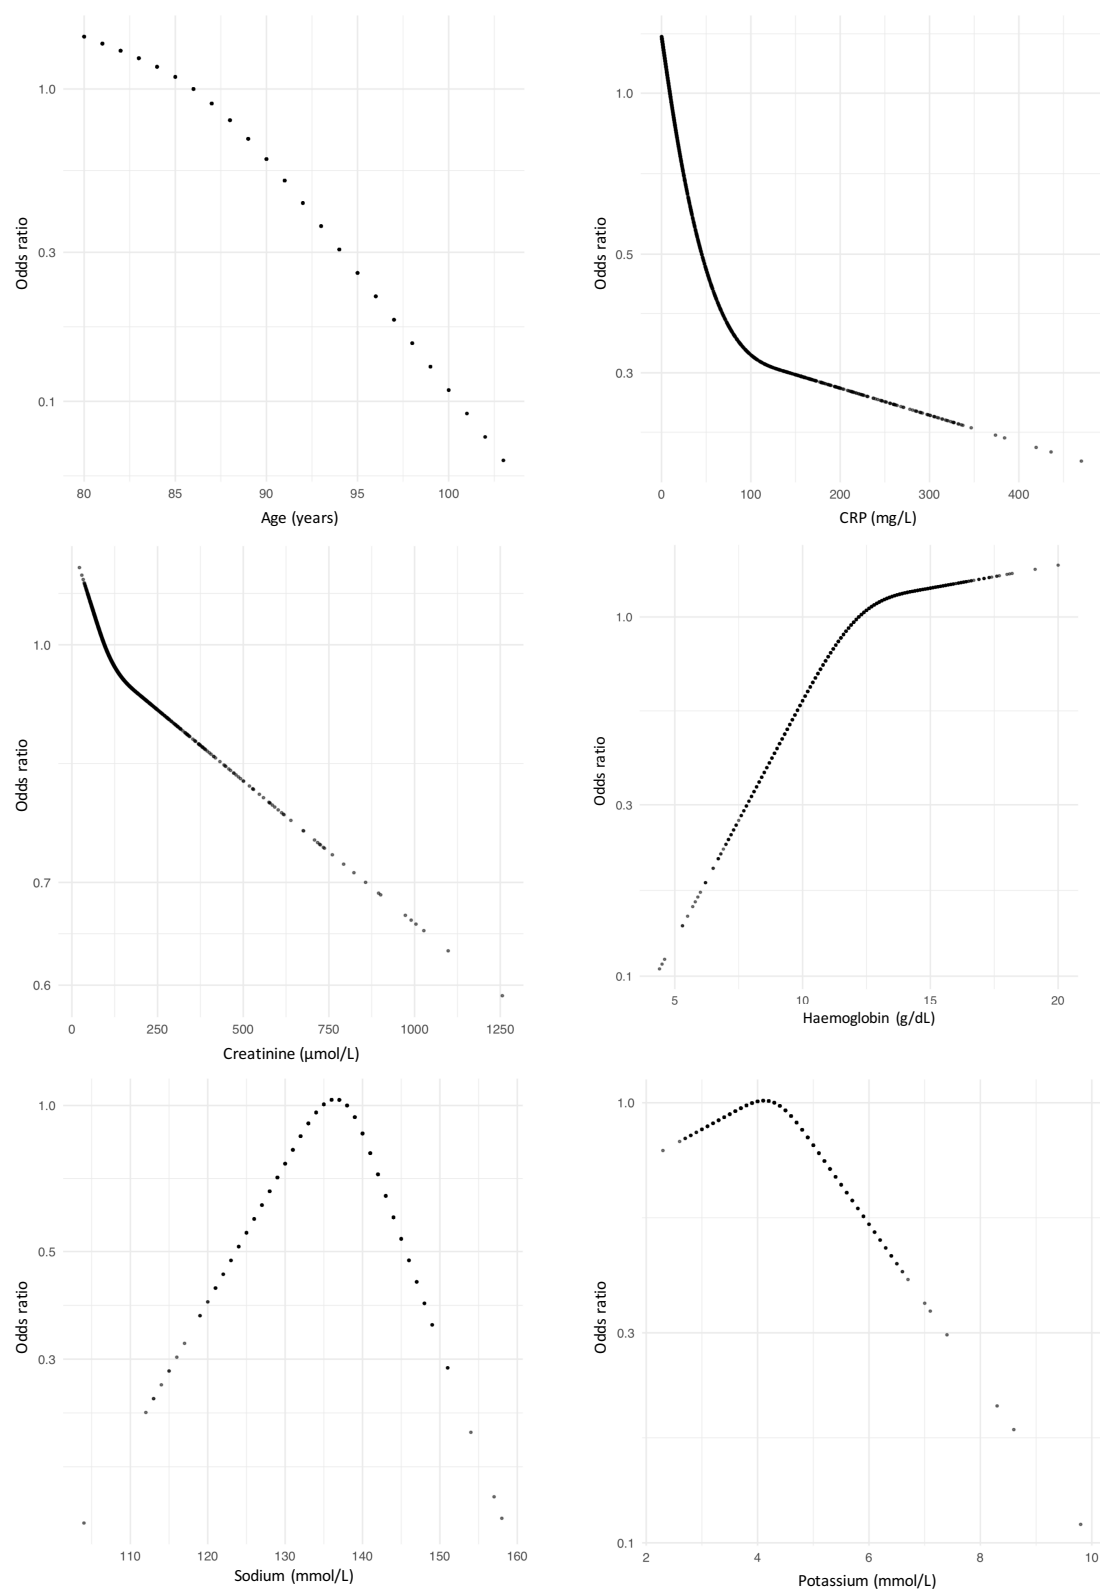 1.0
0.3
0.1
Odds ratio
80 85 90 95 100
Age (years)
1.0
0.5
0.3
Odds ratio
0 100 200 300 400
CRP (mg/L)
1.0
0.7
0.6
Odds ratio
0 250 500 750 1000 1250
Creatinine (µmol/L)
1.0
0.3
0.1
Odds ratio
5 10 15 20
Haemoglobin (g/dL)
1.0
0.5
0.3
Odds ratio
110 120 130 140 150 160
Sodium (mmol/L)
1.0
0.3
0.1
Odds ratio
2 4 6 8 10
Potassium (mmol/L)